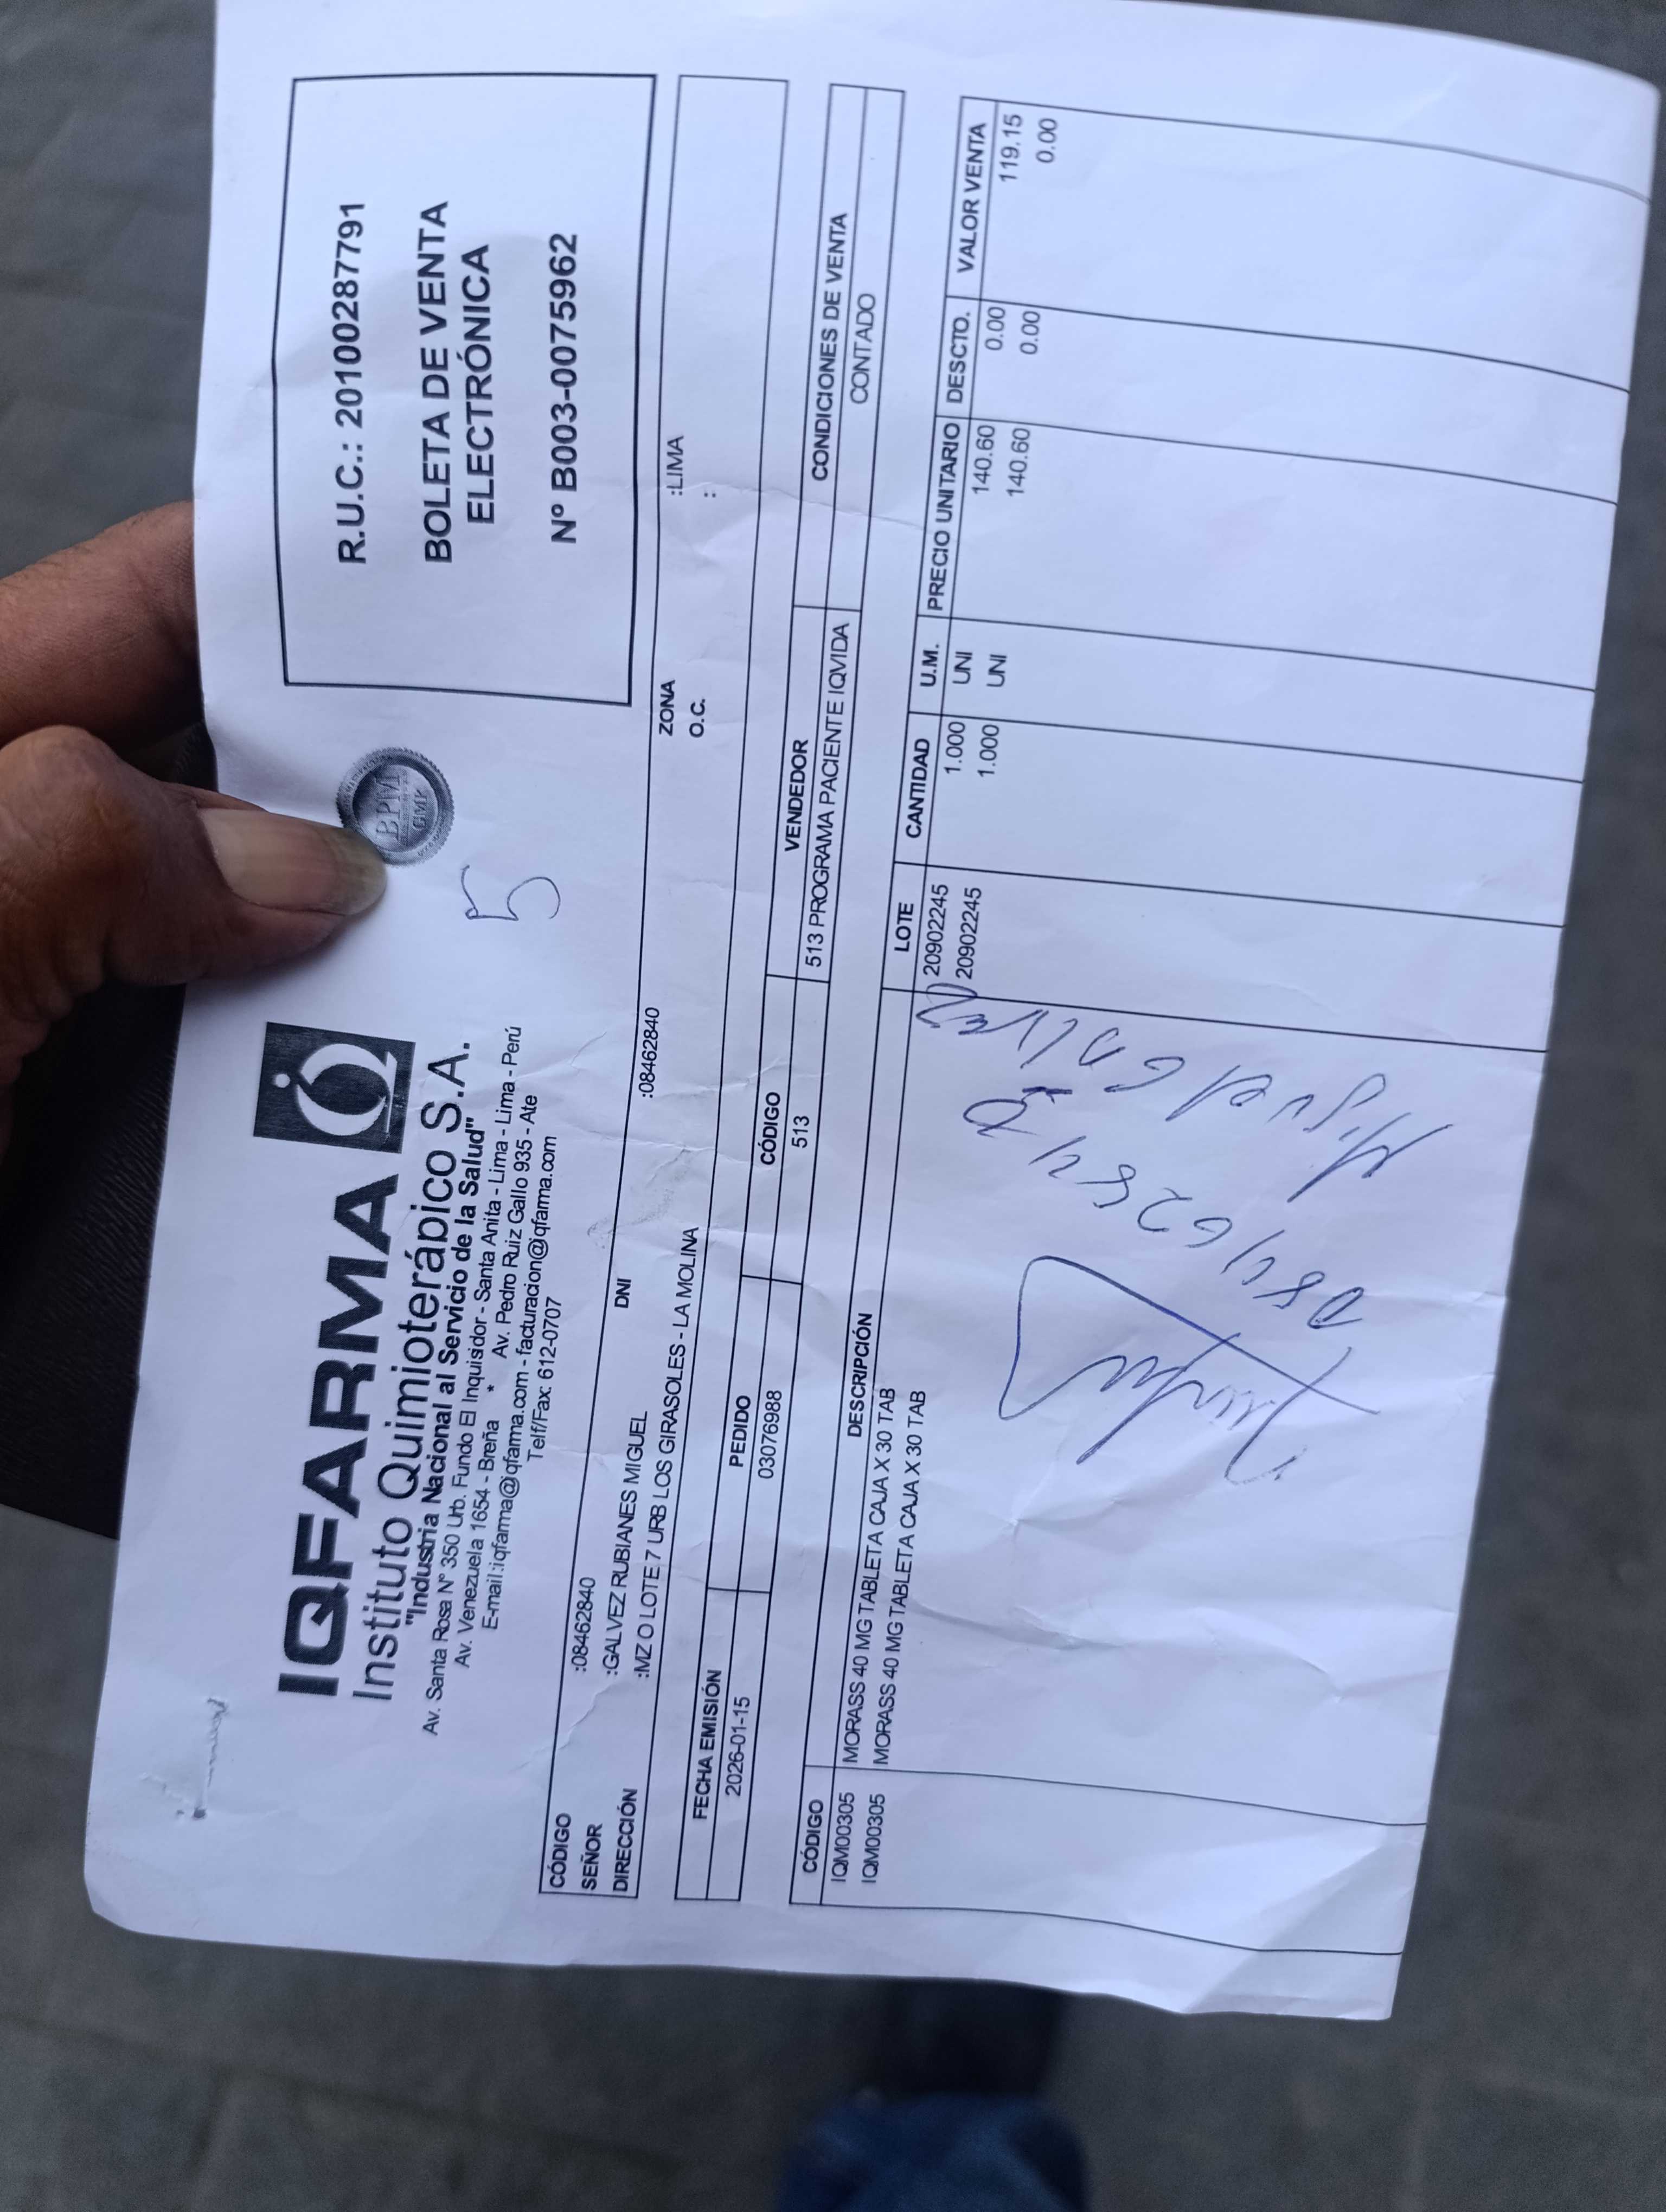 IQFARMA
Instituto Quimioterápico S.A.
"Industria Nacional al Servicio de la Salud"
Av. Santa Rosa Nº 350 Urb. Fundo El Inquisidor - Santa Anita - Lima - Lima - Perú
Av. Venezuela 1654 - Breña * Av. Pedro Ruiz Gallo 935 - Ate
E-mail:iqfarma@iqfarma.com - facturacion@iqfarma.com
Telf/Fax: 612-0707
BPM
GMP
5
R.U.C.: 20100287791
BOLETA DE VENTA
ELECTRÓNICA
Nº B003-0075962
CÓDIGO :08462840
SEÑOR :GALVEZ RUBIANES MIGUEL DNI :08462840 ZONA :LIMA
DIRECCIÓN :MZ O LOTE 7 URB LOS GIRASOLES - LA MOLINA O.C. :
FECHA EMISIÓN PEDIDO CÓDIGO VENDEDOR CONDICIONES DE VENTA
2026-01-15 03076988 513 513 PROGRAMA PACIENTE IQVIDA CONTADO
CÓDIGO DESCRIPCIÓN LOTE CANTIDAD U.M. PRECIO UNITARIO DESCTO. VALOR VENTA
IQM00305 MORASS 40 MG TABLETA CAJA X 30 TAB 20902245 1.000 UNI 140.60 0.00 119.15
IQM00305 MORASS 40 MG TABLETA CAJA X 30 TAB 20902245 1.000 UNI 140.60 0.00 0.00
08462840
Miguel Galvez